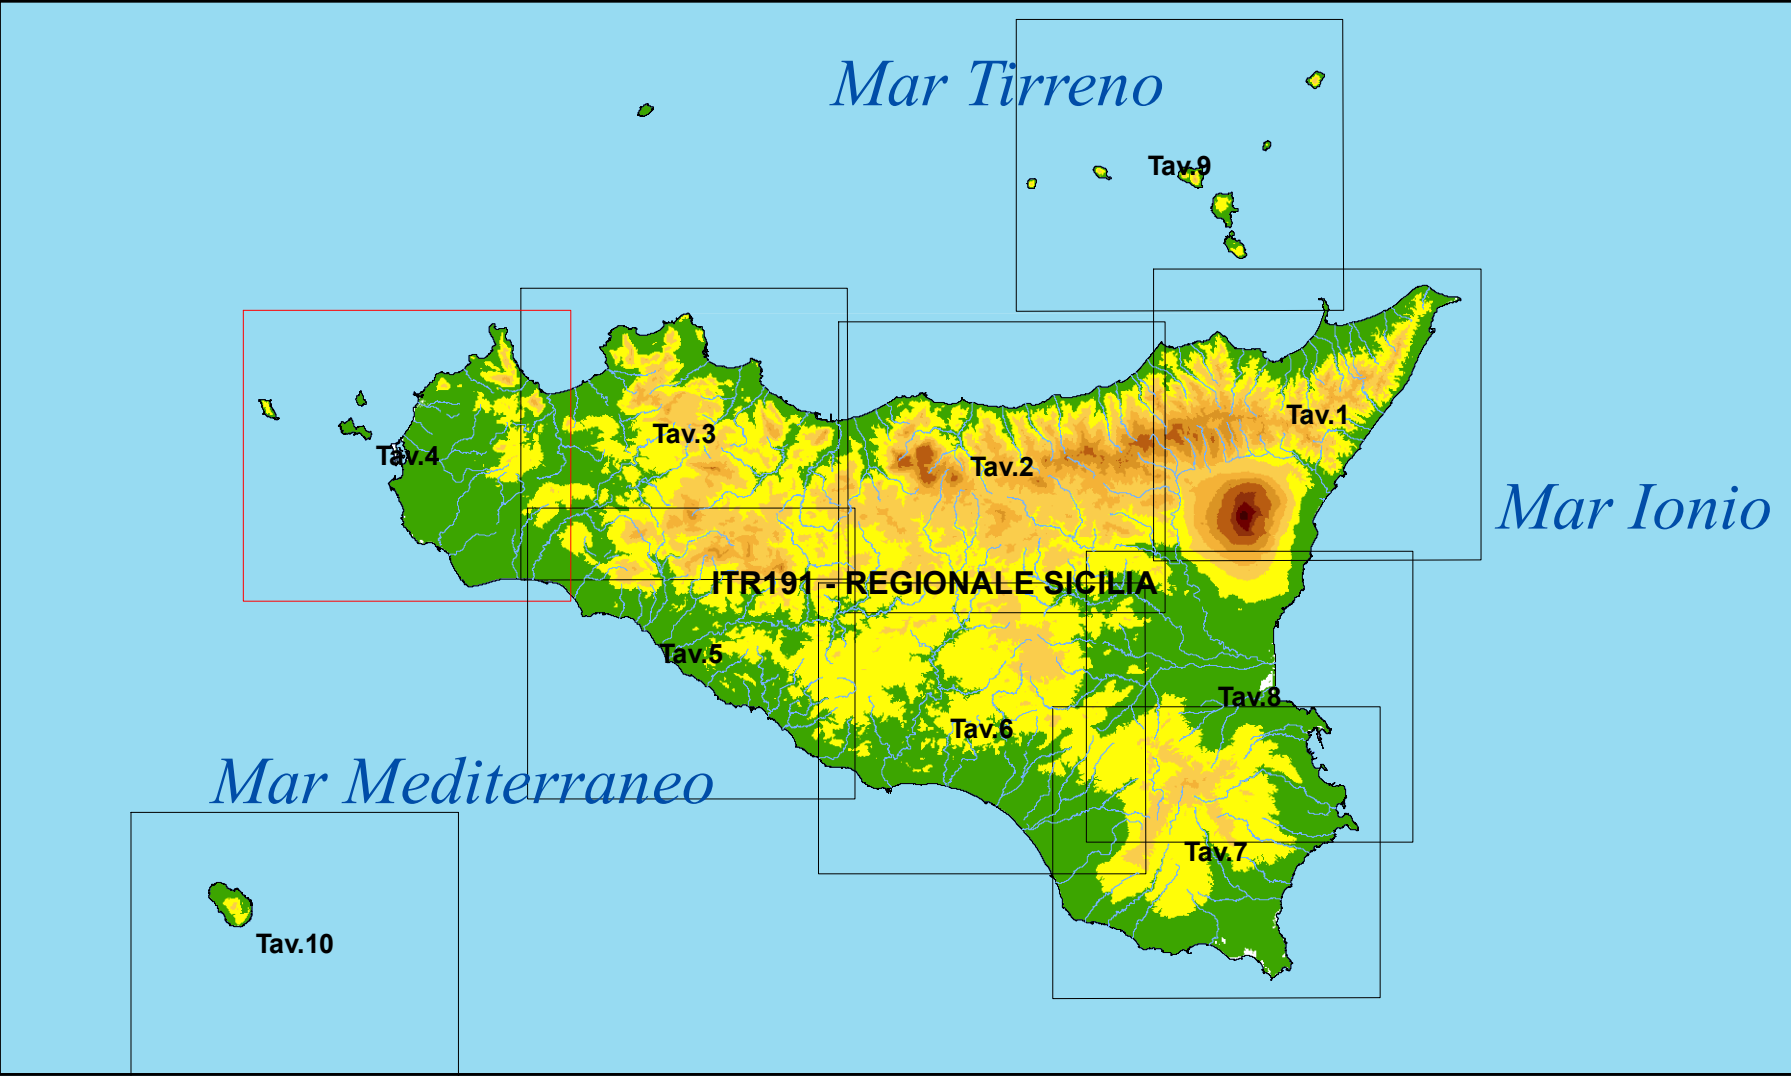 Mar Tirreno
Tav.9
Tav.1
Tav.3
Tav.4
Tav.2
Mar Ionio
ITR191 - REGIONALE SICILIA
Tav.5
Tav.8
Tav.6
Mar Mediterraneo
Tav.7
Tav.10